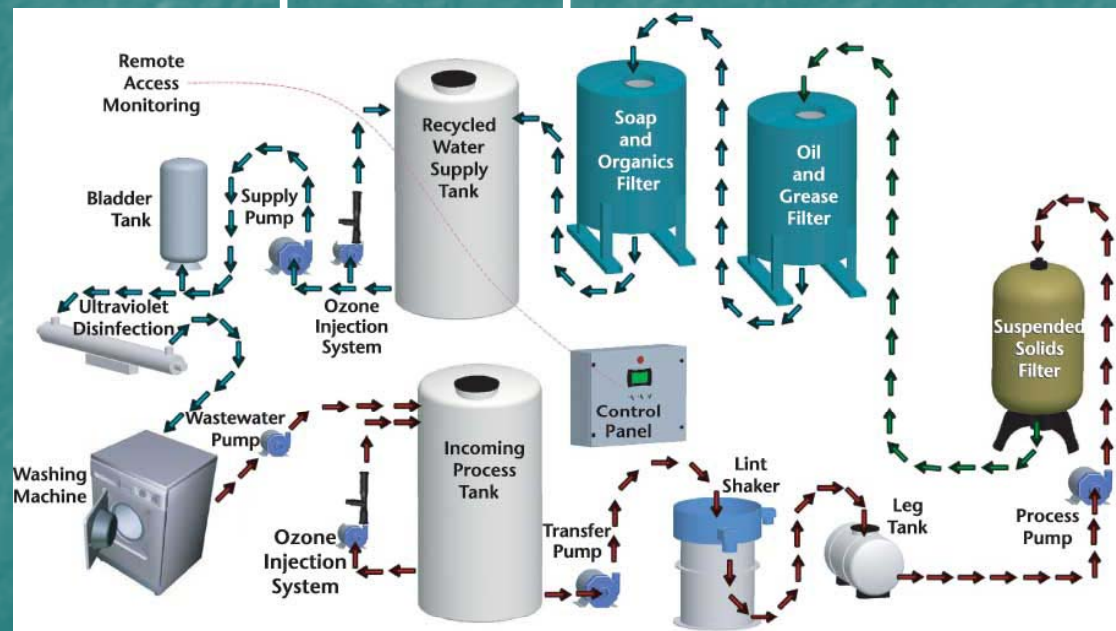 Remote
Access
Monitoring
Recycled
Water
Supply
Tank
Soap
and
Organics
Filter
Oil
and
Grease
Filter
Bladder
Tank
Supply
Pump
Ultraviolet
Disinfection
Ozone
Injection
System
Suspended
Solids
Filter
Control
Panel
Wastewater
Pump
Incoming
Process
Tank
Washing
Machine
Lint
Shaker
Leg
Tank
Process
Pump
Transfer
Pump
Ozone
Injection
System